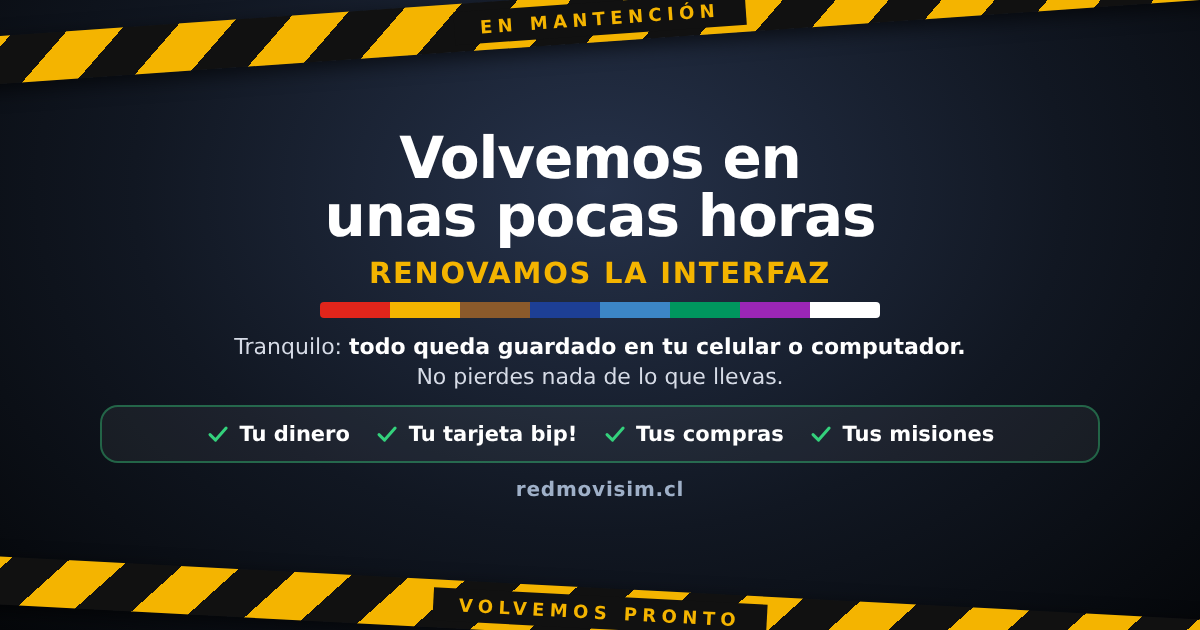 EN MANTENCIÓN
Volvemos en
unas pocas horas
RENOVAMOS LA INTERFAZ
Tranquilo: todo queda guardado en tu celular o computador.
No pierdes nada de lo que llevas.
Tu dinero Tu tarjeta bip! Tus compras Tus misiones
redmovisim.cl
VOLVEMOS PRONTO